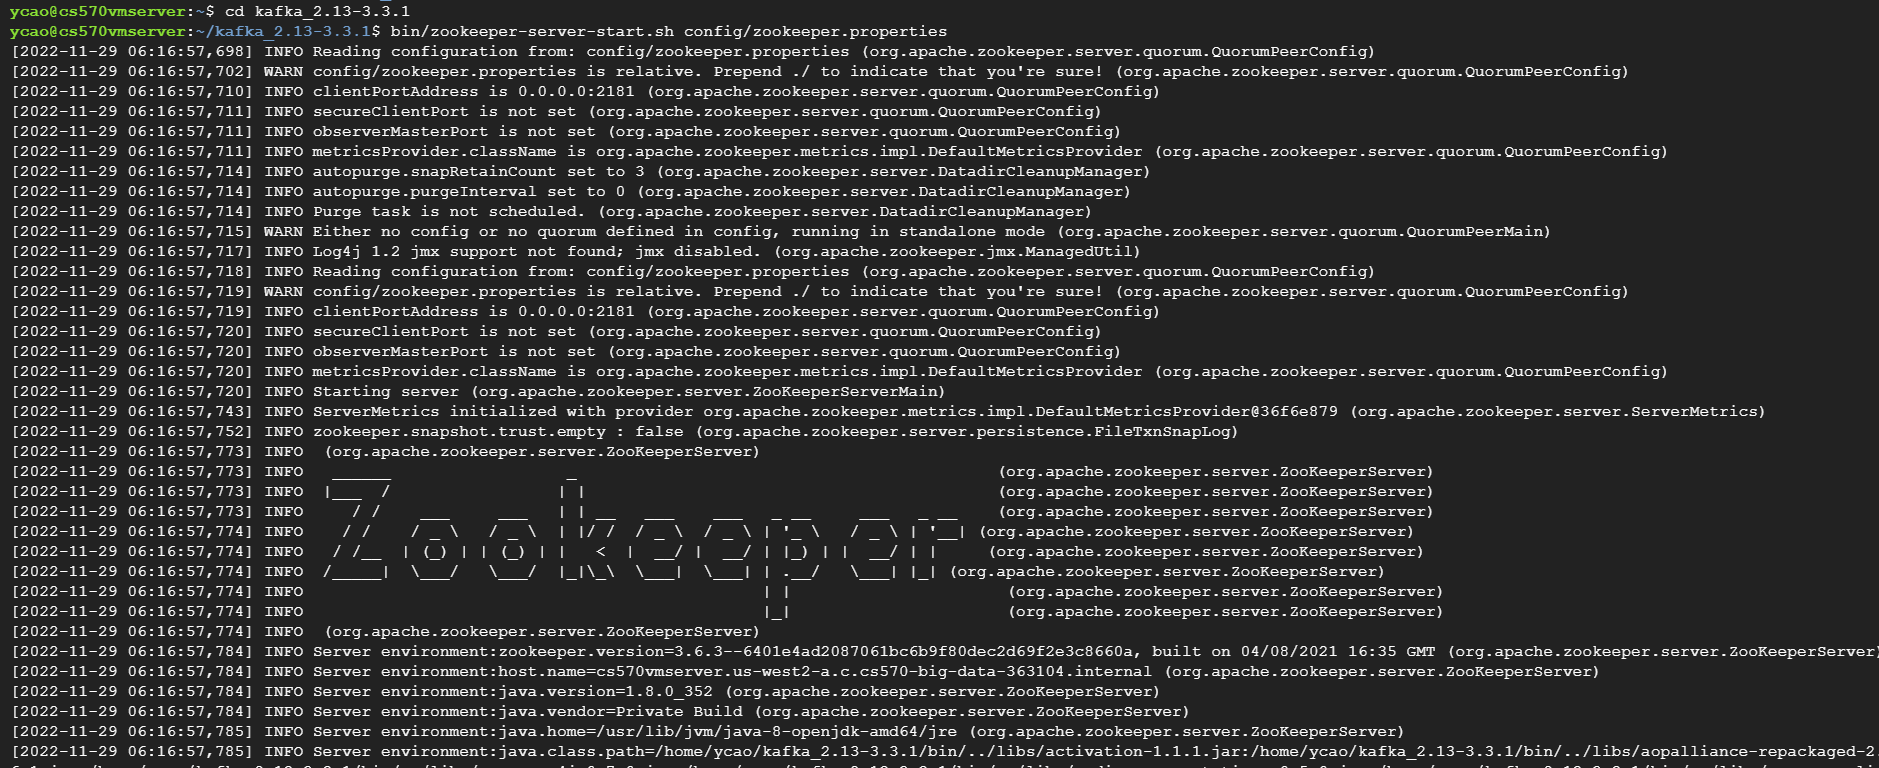 ycao@cs570vmserver:~$ cd kafka_2.13-3.3.1
ycao@cs570vmserver:~/kafka_2.13-3.3.1$ bin/zookeeper-server-start.sh config/zookeeper.properties
[2022-11-29 06:16:57,698] INFO Reading configuration from: config/zookeeper.properties (org.apache.zookeeper.server.quorum.QuorumPeerConfig)
[2022-11-29 06:16:57,702] WARN config/zookeeper.properties is relative. Prepend ./ to indicate that you're sure! (org.apache.zookeeper.server.quorum.QuorumPeerConfig)
[2022-11-29 06:16:57,710] INFO clientPortAddress is 0.0.0.0:2181 (org.apache.zookeeper.server.quorum.QuorumPeerConfig)
[2022-11-29 06:16:57,711] INFO secureClientPort is not set (org.apache.zookeeper.server.quorum.QuorumPeerConfig)
[2022-11-29 06:16:57,711] INFO observerMasterPort is not set (org.apache.zookeeper.server.quorum.QuorumPeerConfig)
[2022-11-29 06:16:57,711] INFO metricsProvider.className is org.apache.zookeeper.metrics.impl.DefaultMetricsProvider (org.apache.zookeeper.server.quorum.QuorumPeerConfig)
[2022-11-29 06:16:57,714] INFO autopurge.snapRetainCount set to 3 (org.apache.zookeeper.server.DatadirCleanupManager)
[2022-11-29 06:16:57,714] INFO autopurge.purgeInterval set to 0 (org.apache.zookeeper.server.DatadirCleanupManager)
[2022-11-29 06:16:57,714] INFO Purge task is not scheduled. (org.apache.zookeeper.server.DatadirCleanupManager)
[2022-11-29 06:16:57,715] WARN Either no config or no quorum defined in config, running in standalone mode (org.apache.zookeeper.server.quorum.QuorumPeerMain)
[2022-11-29 06:16:57,717] INFO Log4j 1.2 jmx support not found; jmx disabled. (org.apache.zookeeper.jmx.ManagedUtil)
[2022-11-29 06:16:57,718] INFO Reading configuration from: config/zookeeper.properties (org.apache.zookeeper.server.quorum.QuorumPeerConfig)
[2022-11-29 06:16:57,719] WARN config/zookeeper.properties is relative. Prepend ./ to indicate that you're sure! (org.apache.zookeeper.server.quorum.QuorumPeerConfig)
[2022-11-29 06:16:57,719] INFO clientPortAddress is 0.0.0.0:2181 (org.apache.zookeeper.server.quorum.QuorumPeerConfig)
[2022-11-29 06:16:57,720] INFO secureClientPort is not set (org.apache.zookeeper.server.quorum.QuorumPeerConfig)
[2022-11-29 06:16:57,720] INFO observerMasterPort is not set (org.apache.zookeeper.server.quorum.QuorumPeerConfig)
[2022-11-29 06:16:57,720] INFO metricsProvider.className is org.apache.zookeeper.metrics.impl.DefaultMetricsProvider (org.apache.zookeeper.server.quorum.QuorumPeerConfig)
[2022-11-29 06:16:57,720] INFO Starting server (org.apache.zookeeper.server.ZooKeeperServerMain)
[2022-11-29 06:16:57,743] INFO ServerMetrics initialized with provider org.apache.zookeeper.metrics.impl.DefaultMetricsProvider@36f6e879 (org.apache.zookeeper.server.ServerMetrics)
[2022-11-29 06:16:57,752] INFO zookeeper.snapshot.trust.empty : false (org.apache.zookeeper.server.persistence.FileTxnSnapLog)
[2022-11-29 06:16:57,773] INFO  (org.apache.zookeeper.server.ZooKeeperServer)
[2022-11-29 06:16:57,773] INFO   ______                  _                                           (org.apache.zookeeper.server.ZooKeeperServer)
[2022-11-29 06:16:57,773] INFO  |___  /                 | |                                          (org.apache.zookeeper.server.ZooKeeperServer)
[2022-11-29 06:16:57,773] INFO     / /    ___     ___   | | __   ___    ___   _ __     ___   _ __    (org.apache.zookeeper.server.ZooKeeperServer)
[2022-11-29 06:16:57,774] INFO    / /    / _ \   / _ \  | |/ /  / _ \  / _ \ | '_ \   / _ \ | '__| (org.apache.zookeeper.server.ZooKeeperServer)
[2022-11-29 06:16:57,774] INFO   / /__  | (_) | | (_) | |   <  |  __/ |  __/ | |_) | |  __/ | |     (org.apache.zookeeper.server.ZooKeeperServer)
[2022-11-29 06:16:57,774] INFO  /_____|  \___/   \___/  |_|\_\  \___|  \___| | .__/   \___| |_| (org.apache.zookeeper.server.ZooKeeperServer)
[2022-11-29 06:16:57,774] INFO                                               | |                      (org.apache.zookeeper.server.ZooKeeperServer)
[2022-11-29 06:16:57,774] INFO                                               |_|                      (org.apache.zookeeper.server.ZooKeeperServer)
[2022-11-29 06:16:57,774] INFO  (org.apache.zookeeper.server.ZooKeeperServer)
[2022-11-29 06:16:57,784] INFO Server environment:zookeeper.version=3.6.3--6401e4ad2087061bc6b9f80dec2d69f2e3c8660a, built on 04/08/2021 16:35 GMT (org.apache.zookeeper.server.ZooKeeperServer)
[2022-11-29 06:16:57,784] INFO Server environment:host.name=cs570vmserver.us-west2-a.c.cs570-big-data-363104.internal (org.apache.zookeeper.server.ZooKeeperServer)
[2022-11-29 06:16:57,784] INFO Server environment:java.version=1.8.0_352 (org.apache.zookeeper.server.ZooKeeperServer)
[2022-11-29 06:16:57,784] INFO Server environment:java.vendor=Private Build (org.apache.zookeeper.server.ZooKeeperServer)
[2022-11-29 06:16:57,785] INFO Server environment:java.home=/usr/lib/jvm/java-8-openjdk-amd64/jre (org.apache.zookeeper.server.ZooKeeperServer)
[2022-11-29 06:16:57,785] INFO Server environment:java.class.path=/home/ycao/kafka_2.13-3.3.1/bin/../libs/activation-1.1.1.jar:/home/ycao/kafka_2.13-3.3.1/bin/../libs/aopalliance-repackaged-2.